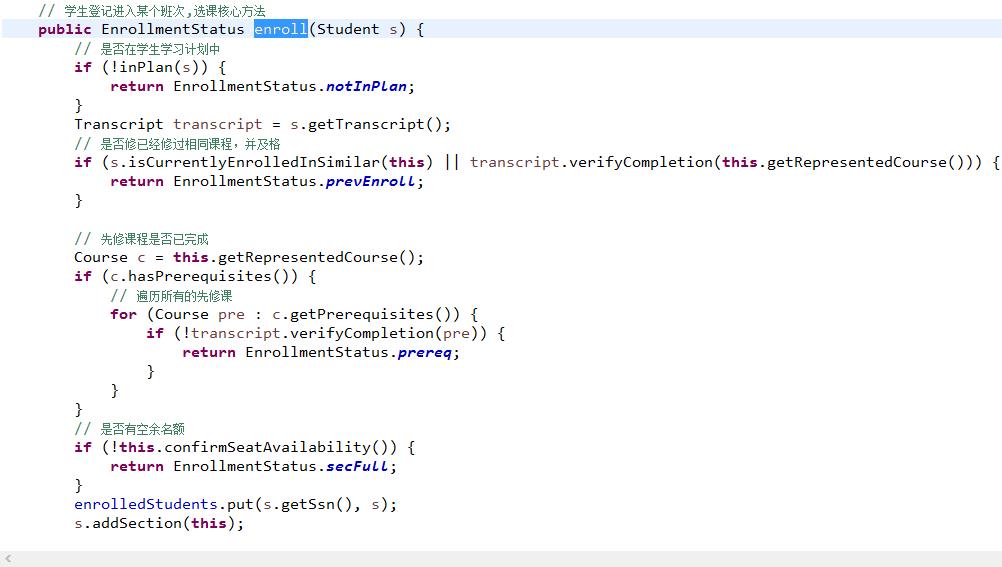 // 学生登记进入某个班次,选课核心方法
public EnrollmentStatus enroll(Student s) {
// 是否在学生学习计划中
if (!inPlan(s)) {
return EnrollmentStatus.notInPlan;
}
Transcript transcript = s.getTranscript();
// 是否修已经修过相同课程，并及格
if (s.isCurrentlyEnrolledInSimilar(this) || transcript.verifyCompletion(this.getRepresentedCourse())) {
return EnrollmentStatus.prevEnroll;
}
// 先修课程是否已完成
Course c = this.getRepresentedCourse();
if (c.hasPrerequisites()) {
// 遍历所有的先修课
for (Course pre : c.getPrerequisites()) {
if (!transcript.verifyCompletion(pre)) {
return EnrollmentStatus.prereq;
}
}
}
// 是否有空余名额
if (!this.confirmSeatAvailability()) {
return EnrollmentStatus.secFull;
}
enrolledStudents.put(s.getSsn(), s);
s.addSection(this);